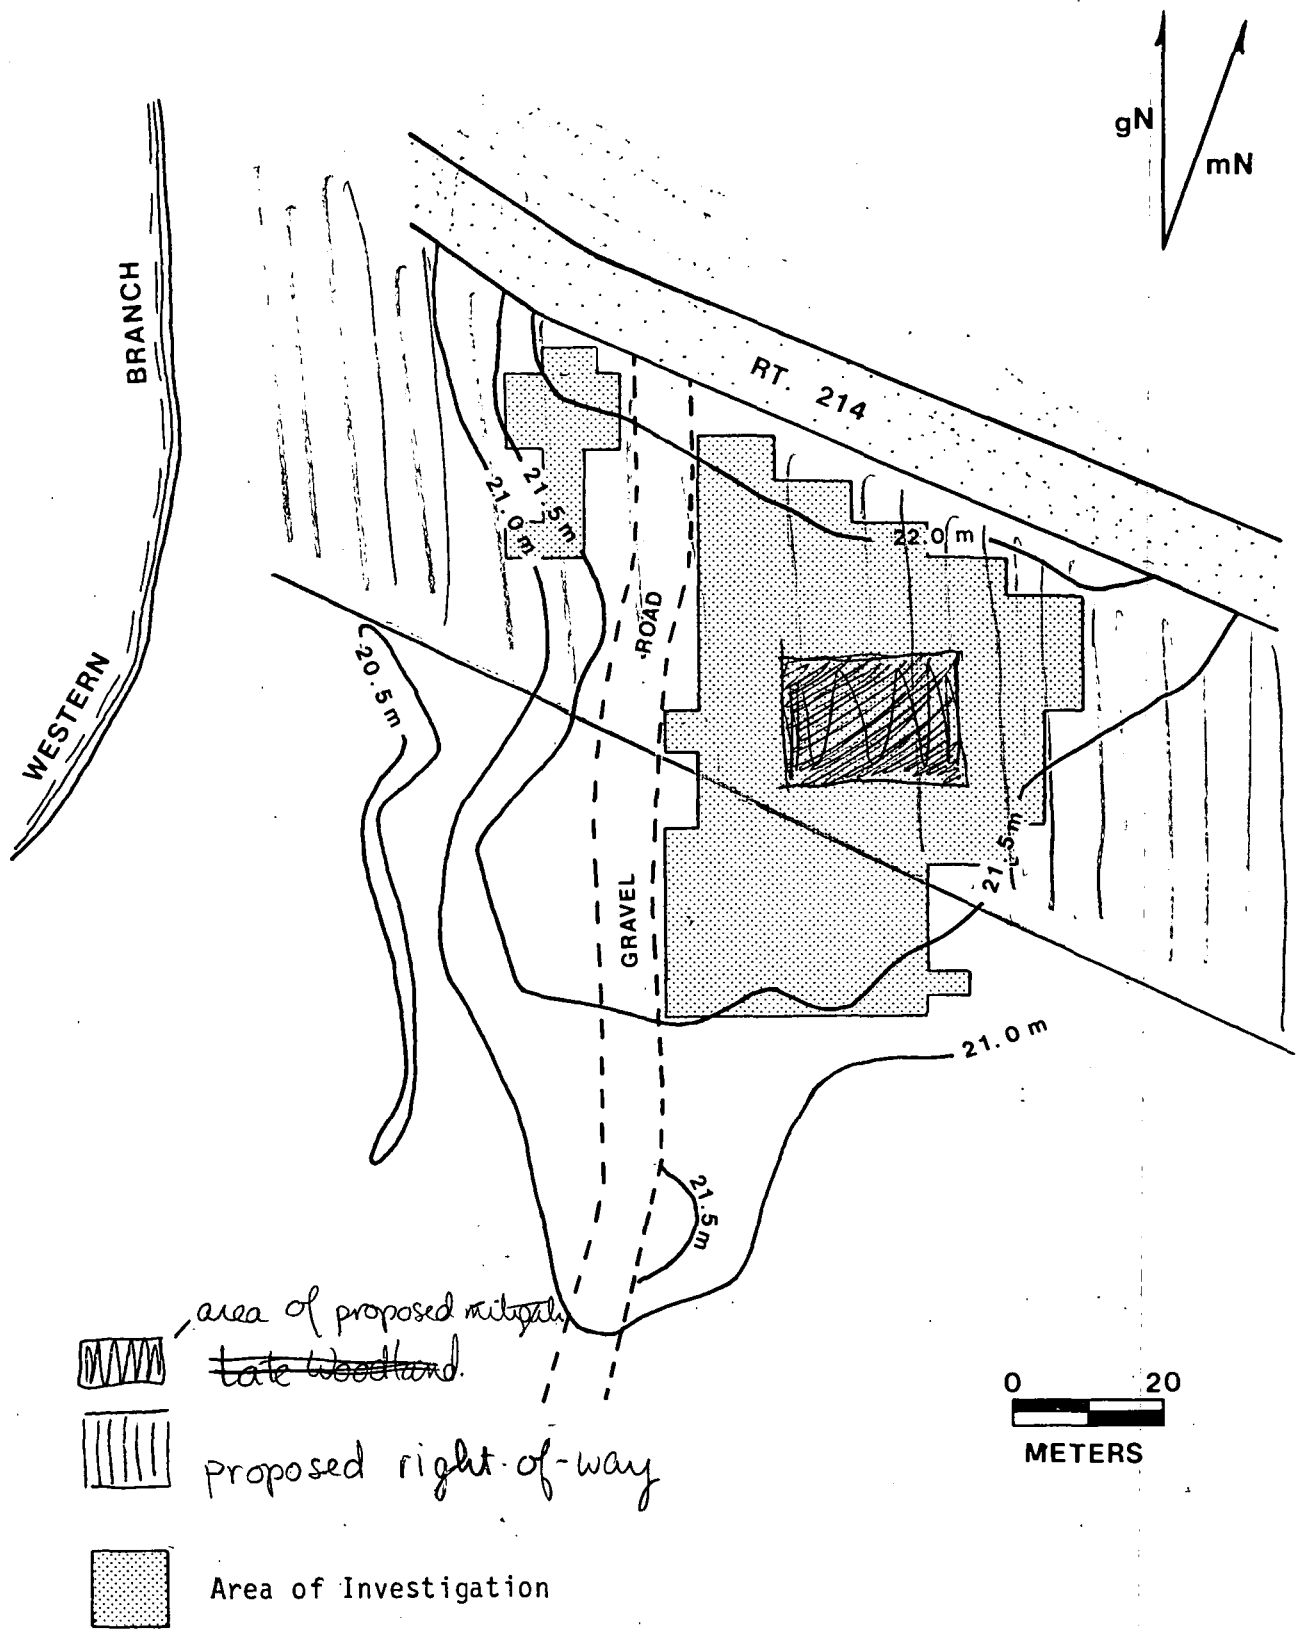 gN
mN
BRANCH
WESTERN
RT. 214
21.5 m
21.0 m
22.0 m
ROAD
20.5 m
21.5 m
GRAVEL
21.0 m
21.5 m
area of proposed
Late Woodland.
proposed right-of-way
Area of Investigation
0 20
METERS